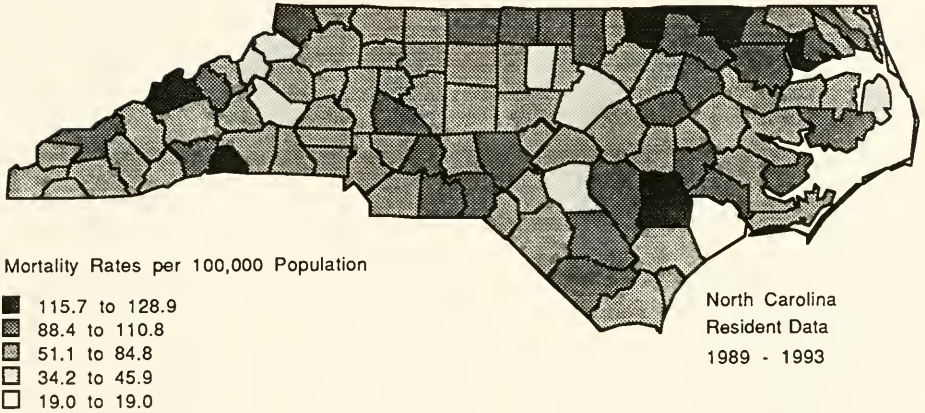 Mortality Rates per 100,000 Population
115.7 to 128.9
88.4 to 110.8
51.1 to 84.8
34.2 to 45.9
19.0 to 19.0
North Carolina
Resident Data
1989 - 1993